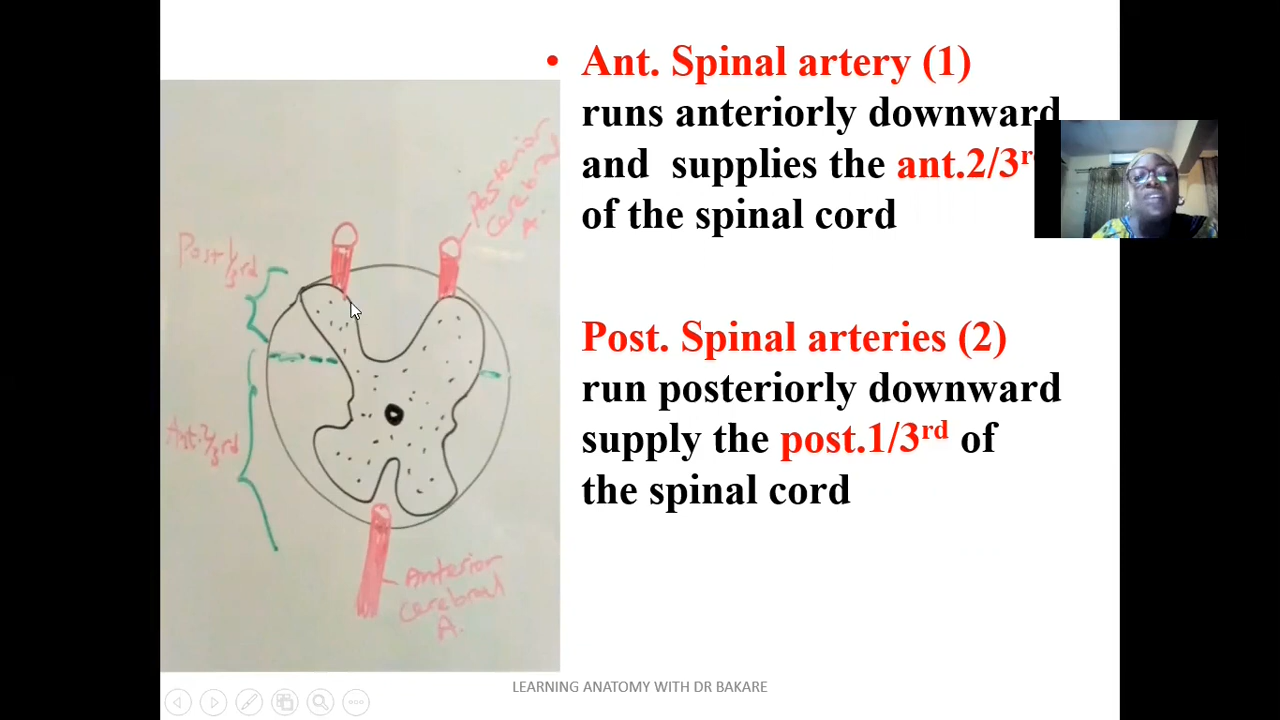 • Ant. Spinal artery (1)
runs anteriorly downward
and supplies the ant.2/3r
of the spinal cord
Post. Spinal arteries (2)
run posteriorly downward
supply the post.1/3rd of
the spinal cord
Posterior
Cerebral
A.
Post 1/3rd
Ant. 2/3rd
Anterior
Cerebral
A.
LEARNING ANATOMY WITH DR BAKARE